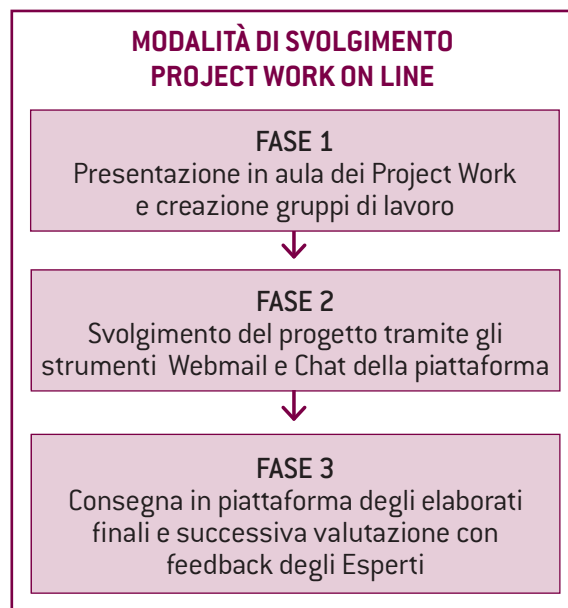 MODALITÀ DI SVOLGIMENTO
PROJECT WORK ON LINE
FASE 1
Presentazione in aula dei Project Work
e creazione gruppi di lavoro
FASE 2
Svolgimento del progetto tramite gli
strumenti Webmail e Chat della piattaforma
FASE 3
Consegna in piattaforma degli elaborati
finali e successiva valutazione con
feedback degli Esperti